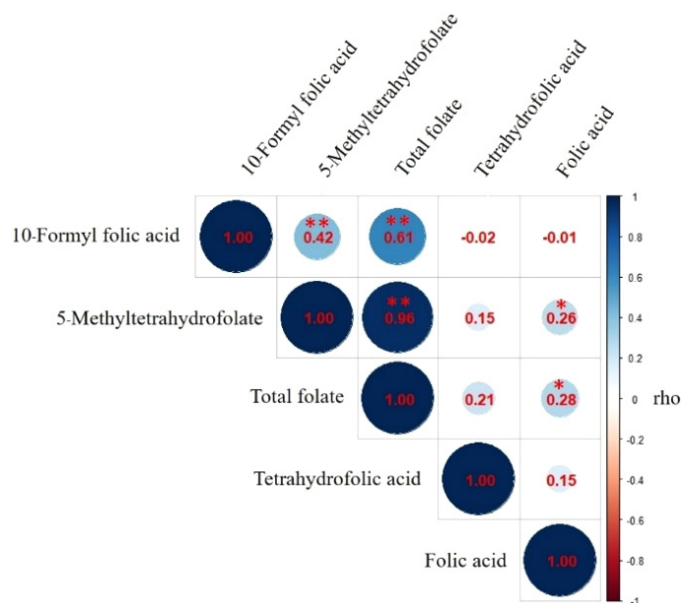 10-Formyl folic acid
5-Methyltetrahydrofolate
Total folate
Tetrahydrofolic acid
Folic acid
10-Formyl folic acid 1.00 **0.42 **0.61 -0.02 -0.01
5-Methyltetrahydrofolate 1.00 **0.96 0.15 *0.26
Total folate 1.00 0.21 *0.28
Tetrahydrofolic acid 1.00 0.15
Folic acid 1.00
1
0.8
0.6
0.4
0.2
0
-0.2
-0.4
-0.6
-0.8
-1
rho